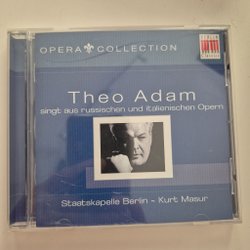 OPERA COLLECTION
Theo Adam
singt aus russischen und italienischen Opern
Staatskapelle Berlin - Kurt Masur